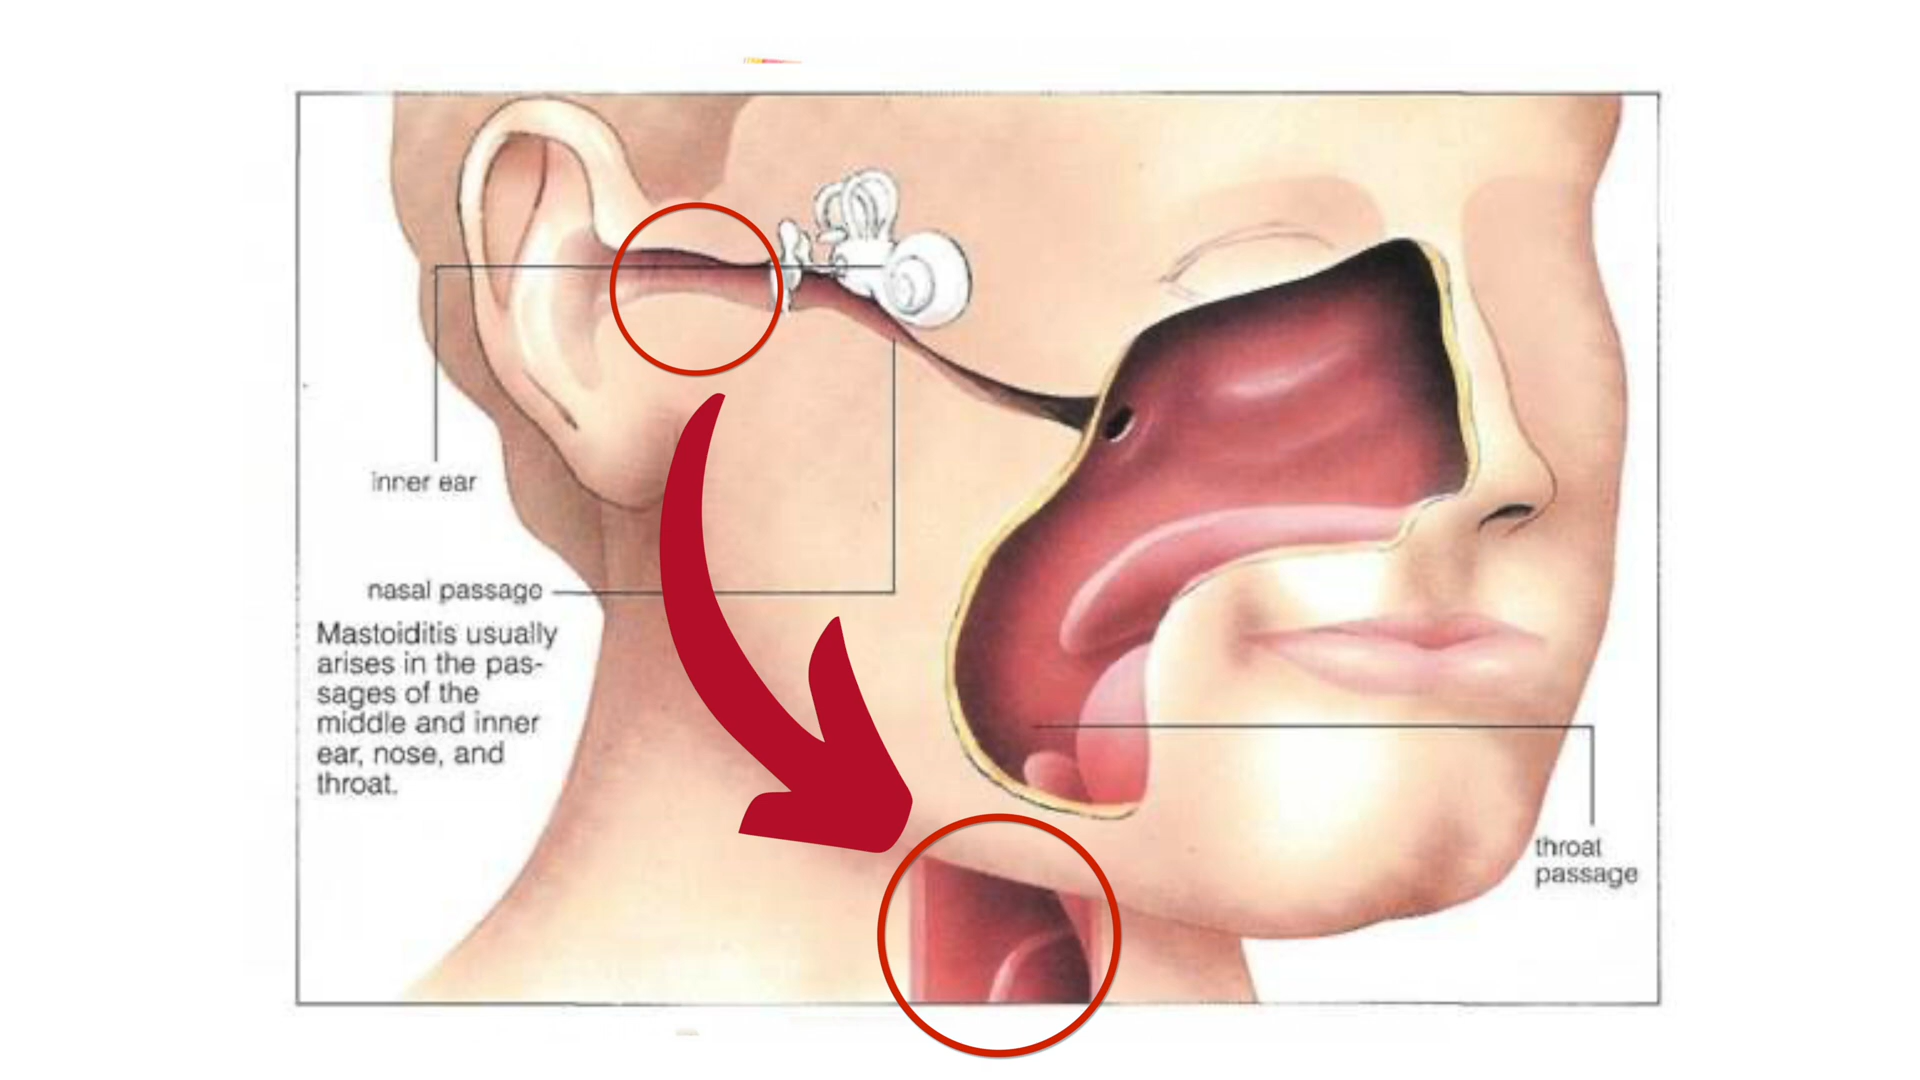 inner ear
nasal passage
Mastoiditis usually
arises in the pas-
sages of the
middle and inner
ear, nose, and
throat.
throat
passage